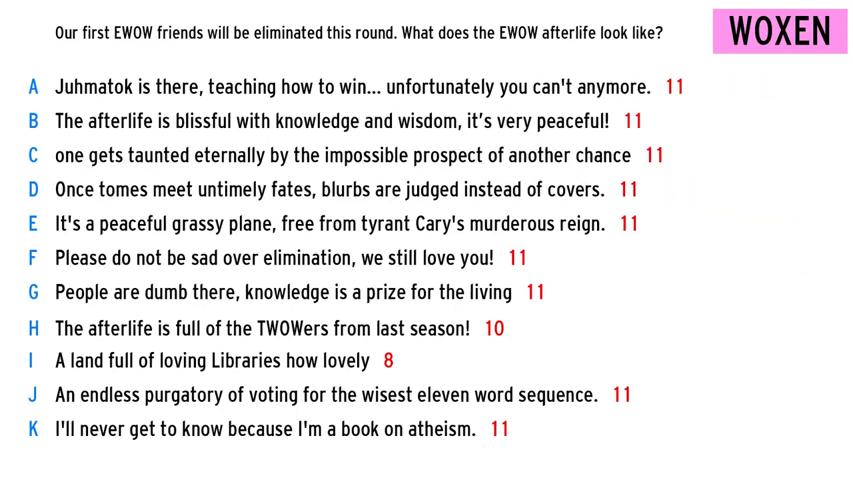 Our first EWOW friends will be eliminated this round. What does the EWOW afterlife look like?
WOXEN
A Juhmatok is there, teaching how to win... unfortunately you can't anymore. 11
B The afterlife is blissful with knowledge and wisdom, it's very peaceful! 11
C one gets taunted eternally by the impossible prospect of another chance 11
D Once tomes meet untimely fates, blurbs are judged instead of covers. 11
E It's a peaceful grassy plane, free from tyrant Cary's murderous reign. 11
F Please do not be sad over elimination, we still love you! 11
G People are dumb there, knowledge is a prize for the living 11
H The afterlife is full of the TWOWers from last season! 10
I A land full of loving Libraries how lovely 8
J An endless purgatory of voting for the wisest eleven word sequence. 11
K I'll never get to know because I'm a book on atheism. 11